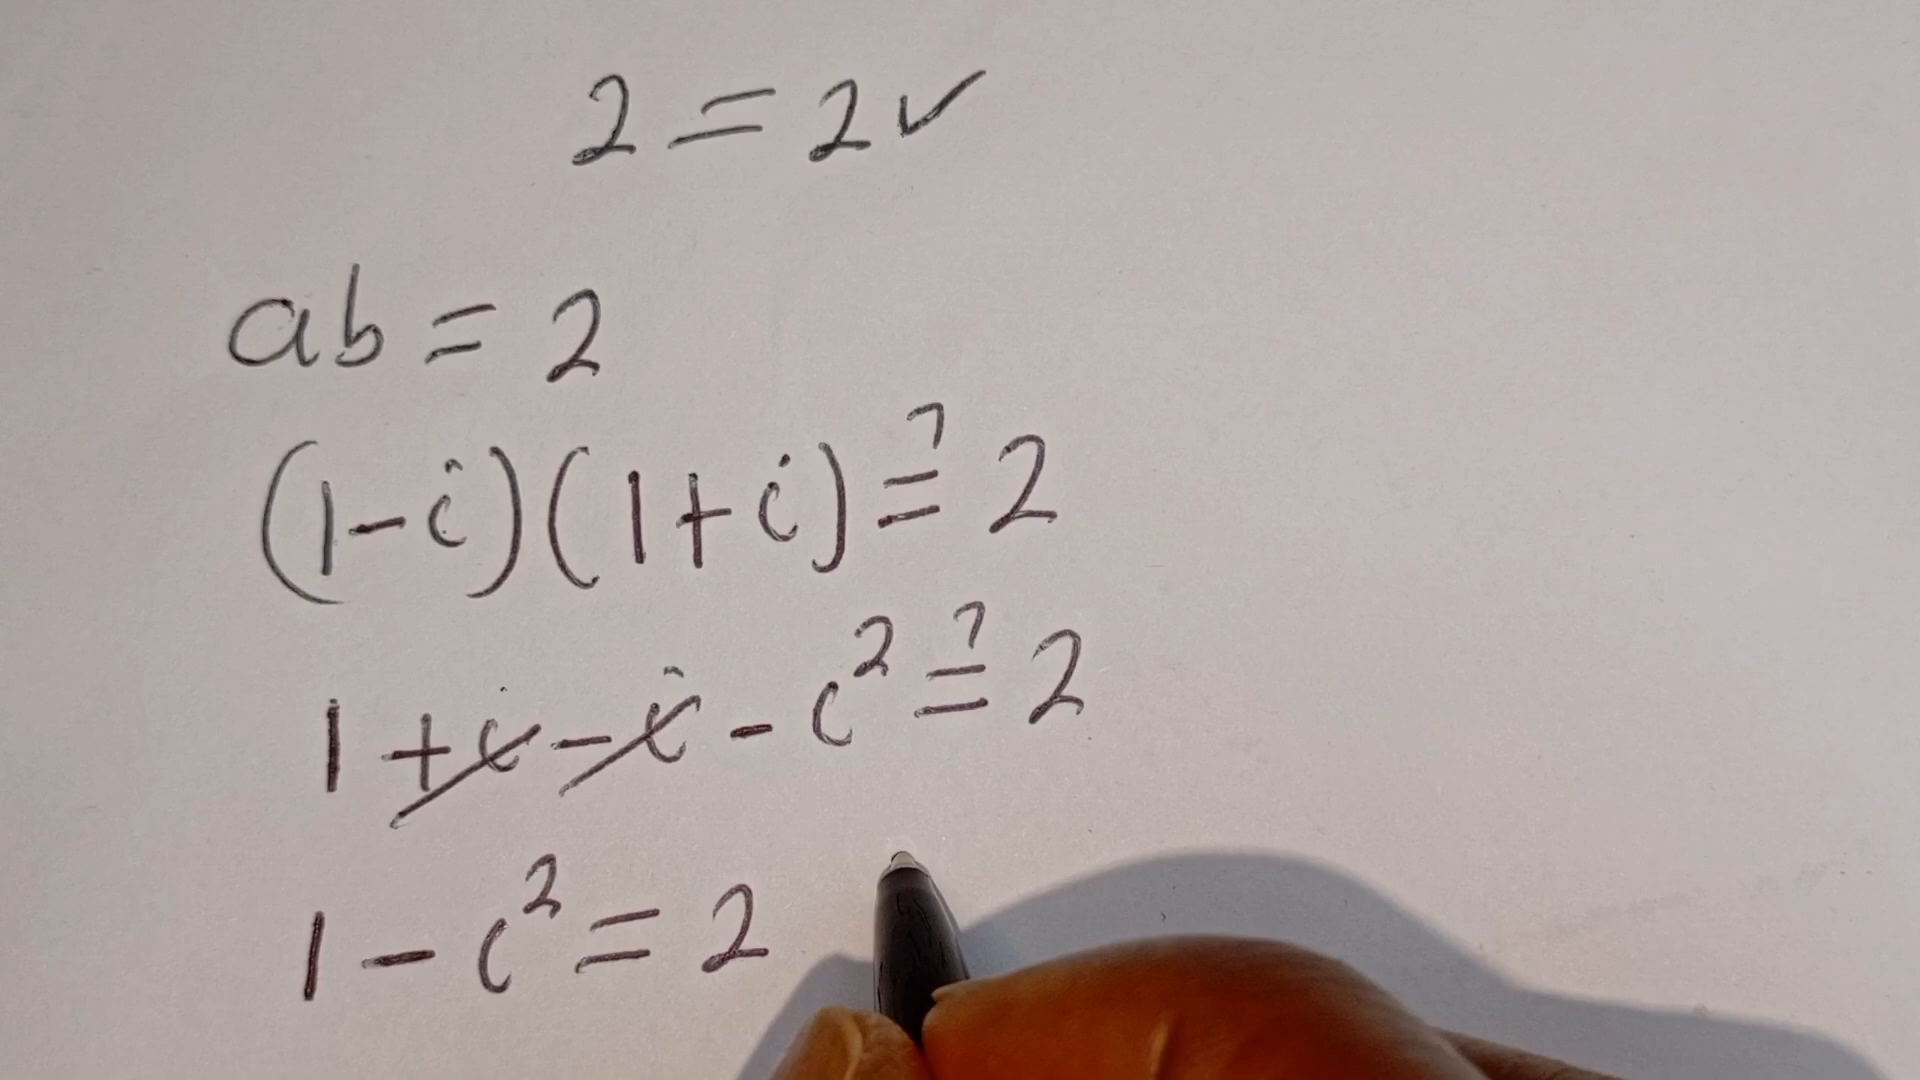 2 = 2 ✓
ab = 2
(1-i)(1+i) ≟ 2
1 + i - i - i² ≟ 2
1 - i² = 2